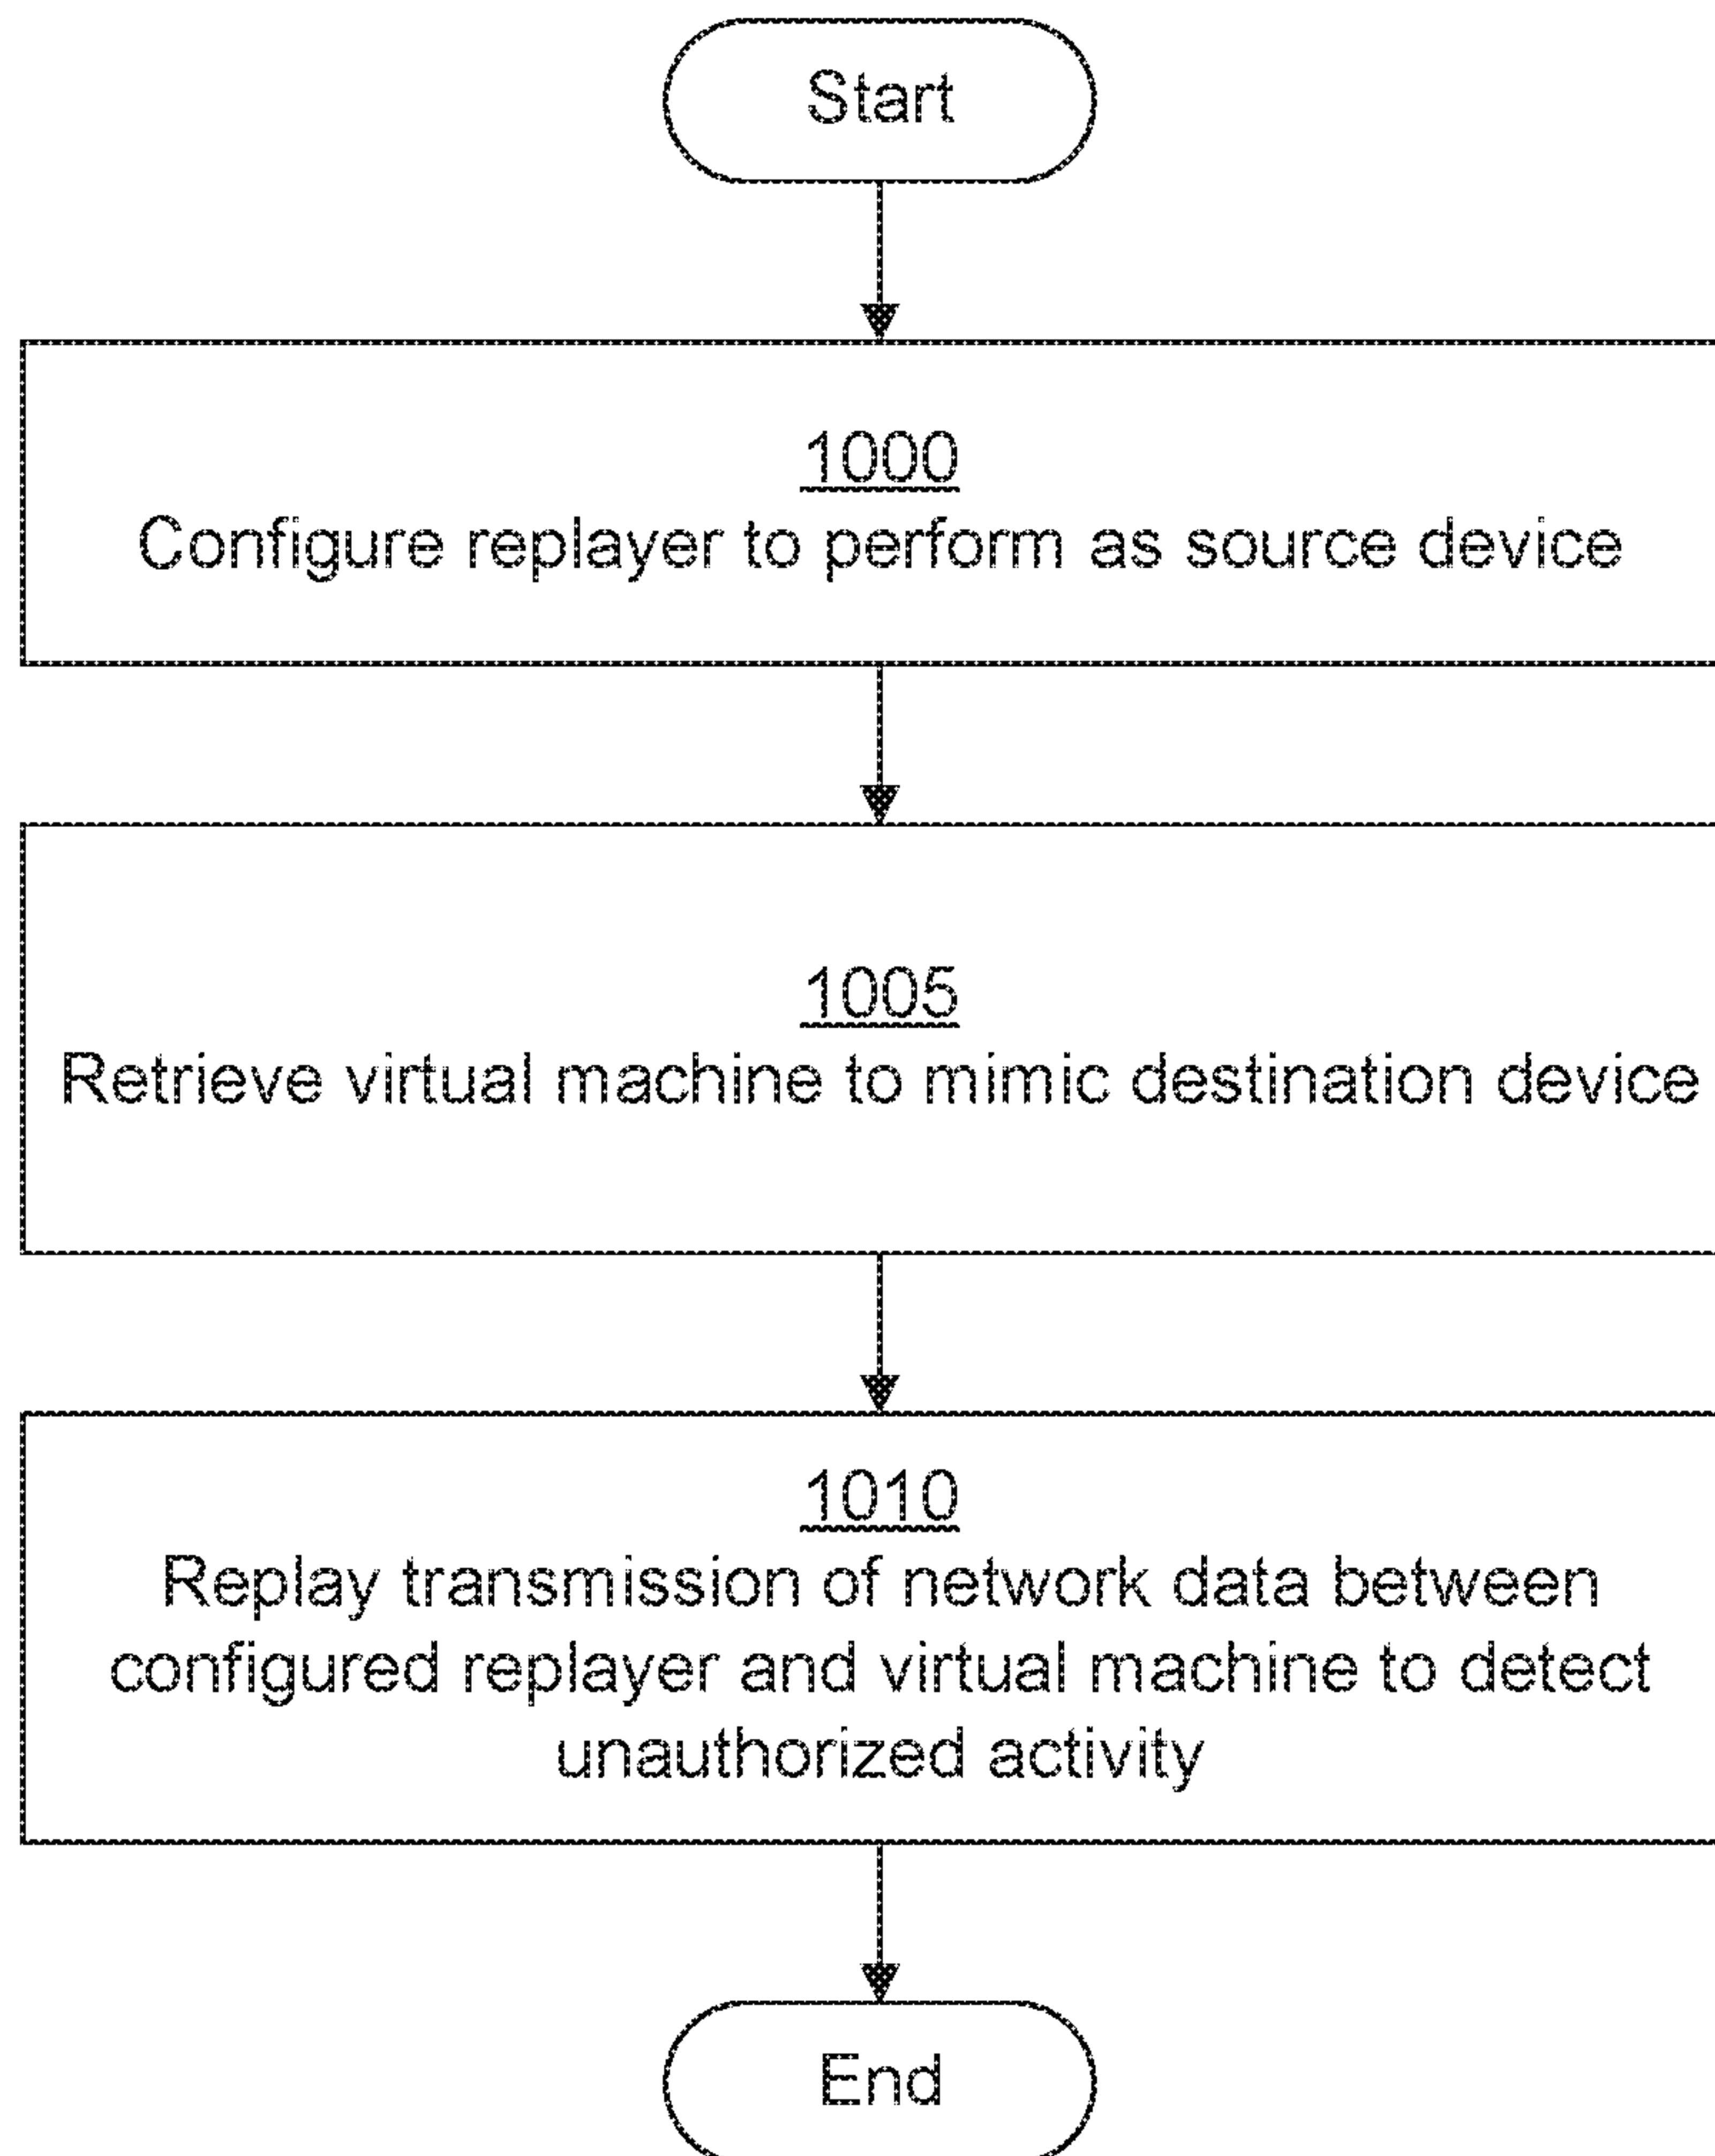 Start
1000
Configure replayer to perform as source device
1005
Retrieve virtual machine to mimic destination device
1010
Replay transmission of network data between
configured replayer and virtual machine to detect
unauthorized activity
End